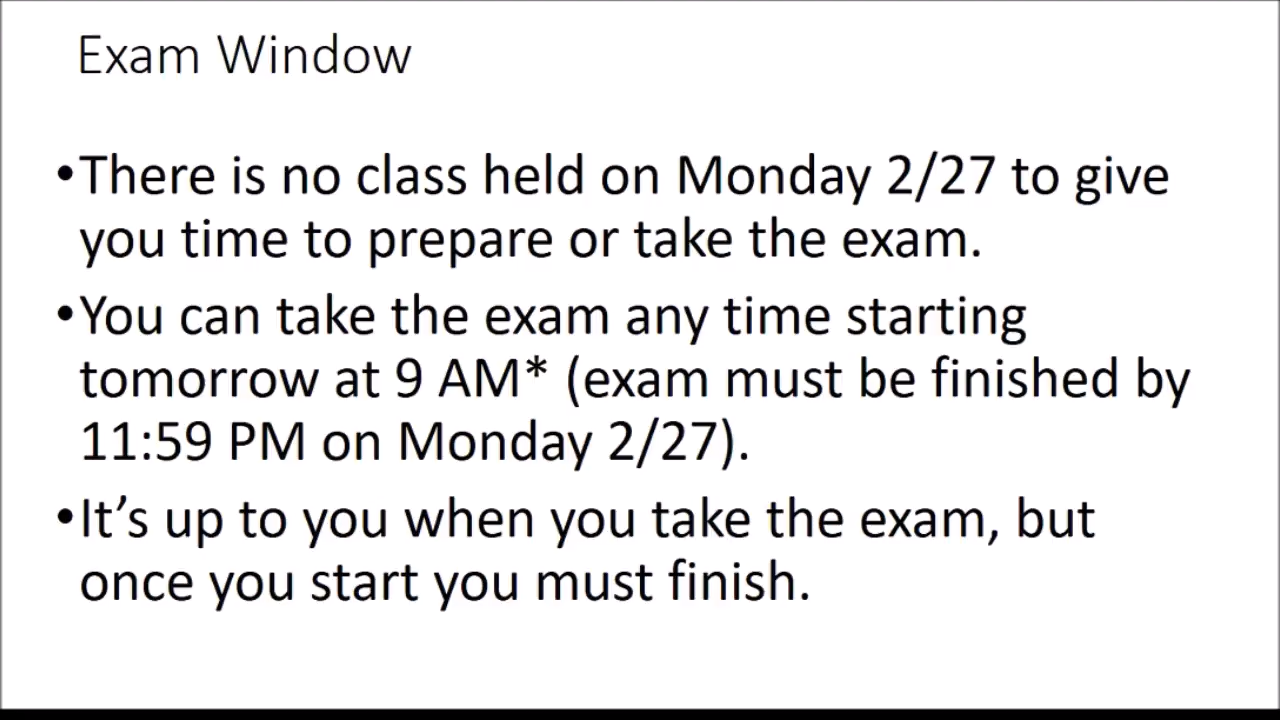 Exam Window
•There is no class held on Monday 2/27 to give
you time to prepare or take the exam.
•You can take the exam any time starting
tomorrow at 9 AM* (exam must be finished by
11:59 PM on Monday 2/27).
•It’s up to you when you take the exam, but
once you start you must finish.